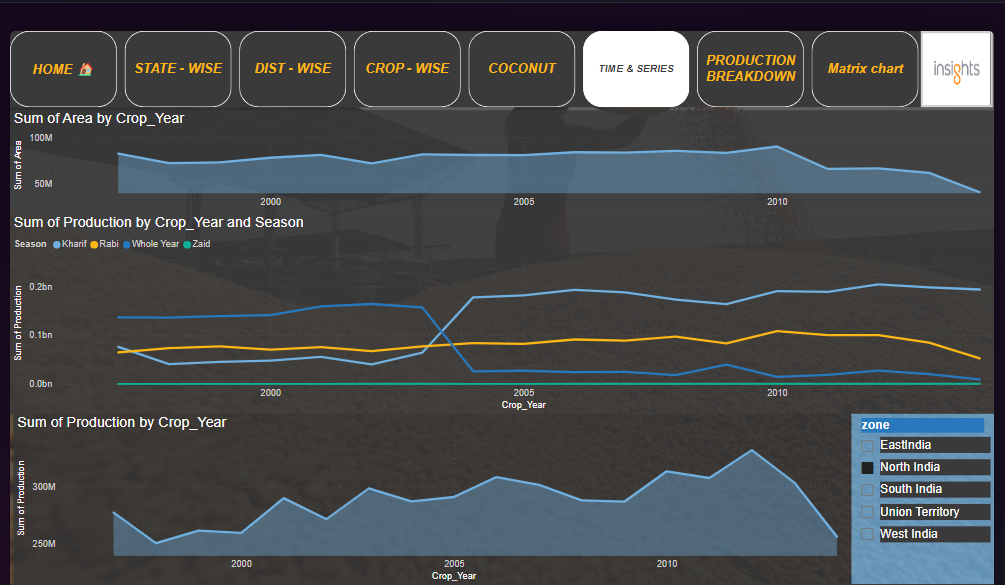 HOME
STATE - WISE
DIST - WISE
CROP - WISE
COCONUT
TIME & SERIES
PRODUCTION
BREAKDOWN
Matrix chart
insights
Sum of Area by Crop_Year
Sum of Area
100M
50M
2000 2005 2010
Sum of Production by Crop_Year and Season
Season Kharif Rabi Whole Year Zaid
Sum of Production
0.2bn
0.1bn
0.0bn
2000 2005 2010
Crop_Year
Sum of Production by Crop_Year
Sum of Production
300M
250M
2000 2005 2010
Crop_Year
zone
EastIndia
North India
South India
Union Territory
West India